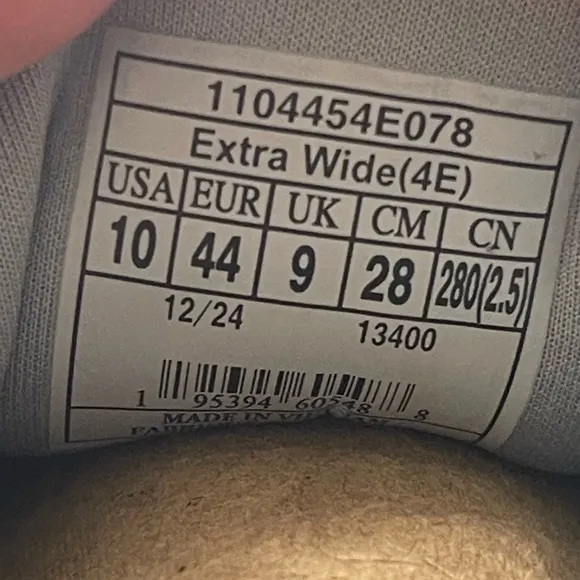 1104454E078
Extra Wide(4E)
USA EUR UK CM CN
10 44 9 28 280(2.5)
12/24 13400
1 95394 60548 8
MADE IN